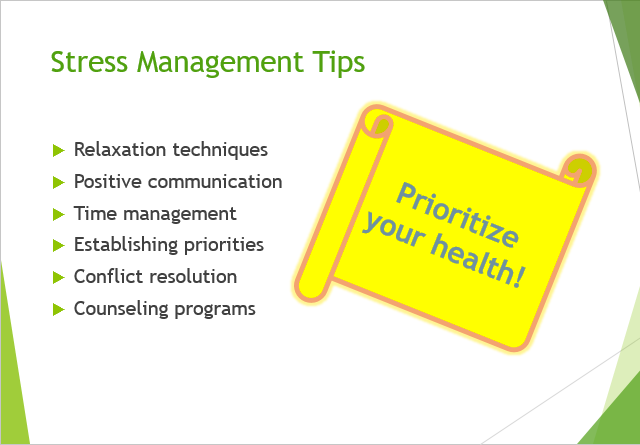 Stress Management Tips
Relaxation techniques
Positive communication
Time management
Establishing priorities
Conflict resolution
Counseling programs
Prioritize
your health!